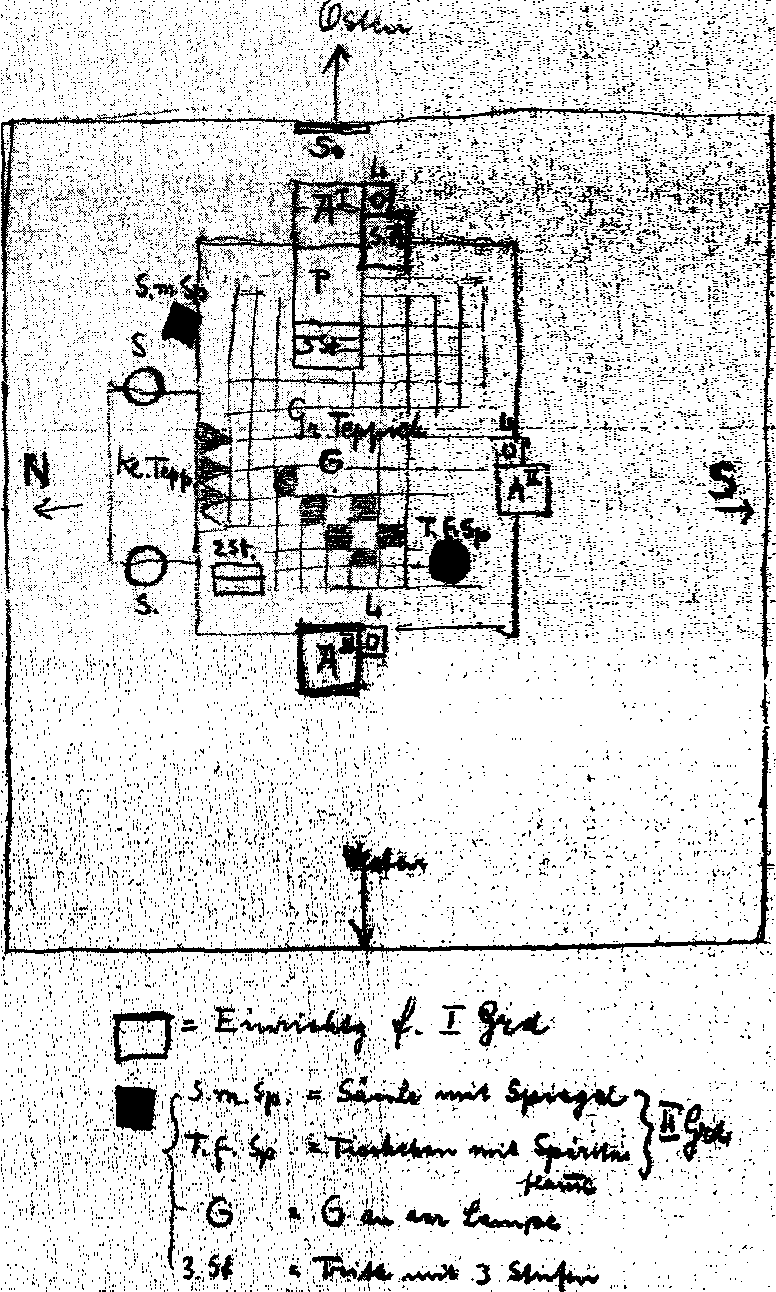 Osten
So
L
A I O
S.A
P
S.m.Sp
3 St
S
Gr. Teppich
N
kl. Tepp.
G
L
O
A II
S
T.f.Sp
2 St.
S.
L
A III O
Westen
= Einrichtg f. I Grd
S.m.Sp. = Säule mit Spiegel
II Grd.
T.f.Sp = Tischchen mit Spiritus
flamme
G = G an der Lampe
3. St = Tritt mit 3 Stufen